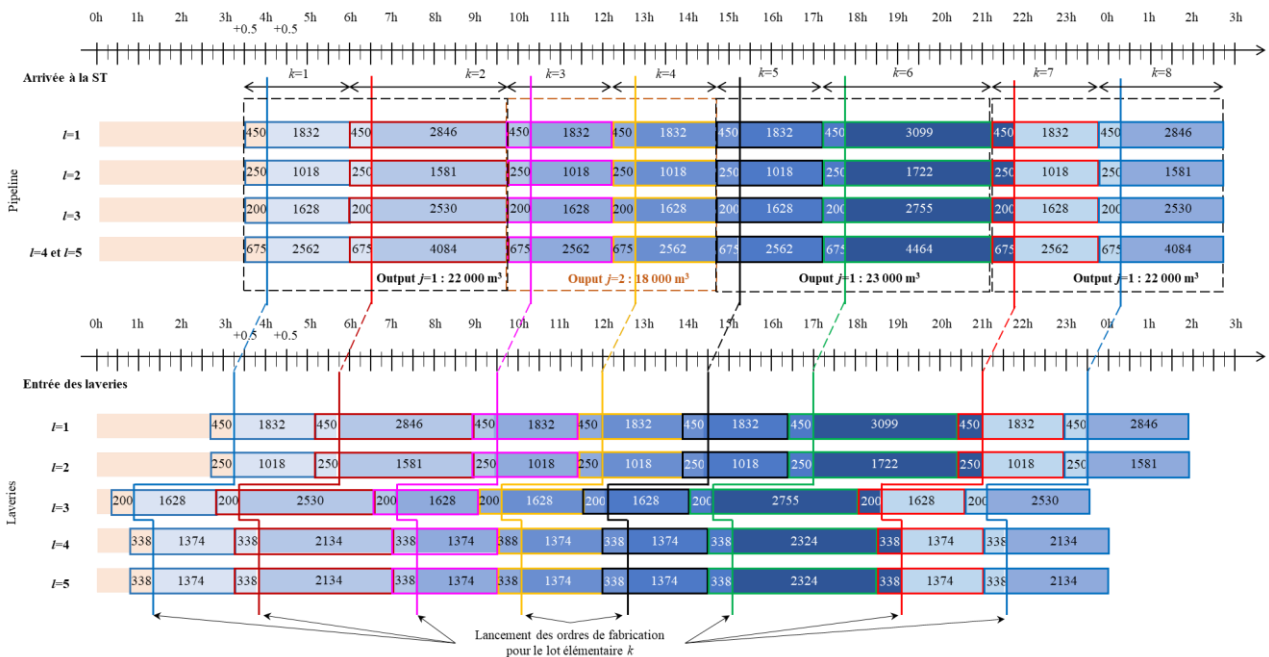 0h 1h 2h 3h 4h 5h 6h 7h 8h 9h 10h 11h 12h 13h 14h 15h 16h 17h 18h 19h 20h 21h 22h 23h 0h 1h 2h 3h
+0.5 +0.5
Arrivée à la ST
k=1 k=2 k=3 k=4 k=5 k=6 k=7 k=8
Pipeline
l=1 450 1832 450 2846 450 1832 450 1832 450 1832 450 3099 450 1832 450 2846
l=2 250 1018 250 1581 250 1018 250 1018 250 1018 250 1722 250 1018 250 1581
l=3 200 1628 200 2530 200 1628 200 1628 200 1628 200 2755 200 1628 200 2530
l=4 et l=5 675 2562 675 4084 675 2562 675 2562 675 2562 675 4464 675 2562 675 4084
Output j=1 : 22 000 m³ Ouput j=2 : 18 000 m³ Ouput j=1 : 23 000 m³ Output j=1 : 22 000 m³
0h 1h 2h 3h 4h 5h 6h 7h 8h 9h 10h 11h 12h 13h 14h 15h 16h 17h 18h 19h 20h 21h 22h 23h 0h 1h 2h 3h
+0.5 +0.5
Entrée des laveries
Laveries
l=1 450 1832 450 2846 450 1832 450 1832 450 1832 450 3099 450 1832 450 2846
l=2 250 1018 250 1581 250 1018 250 1018 250 1018 250 1722 250 1018 250 1581
l=3 200 1628 200 2530 200 1628 200 1628 200 1628 200 2755 200 1628 200 2530
l=4 338 1374 338 2134 338 1374 388 1374 338 1374 338 2324 338 1374 338 2134
l=5 338 1374 338 2134 338 1374 338 1374 338 1374 338 2324 338 1374 338 2134
Lancement des ordres de fabrication
pour le lot élémentaire k